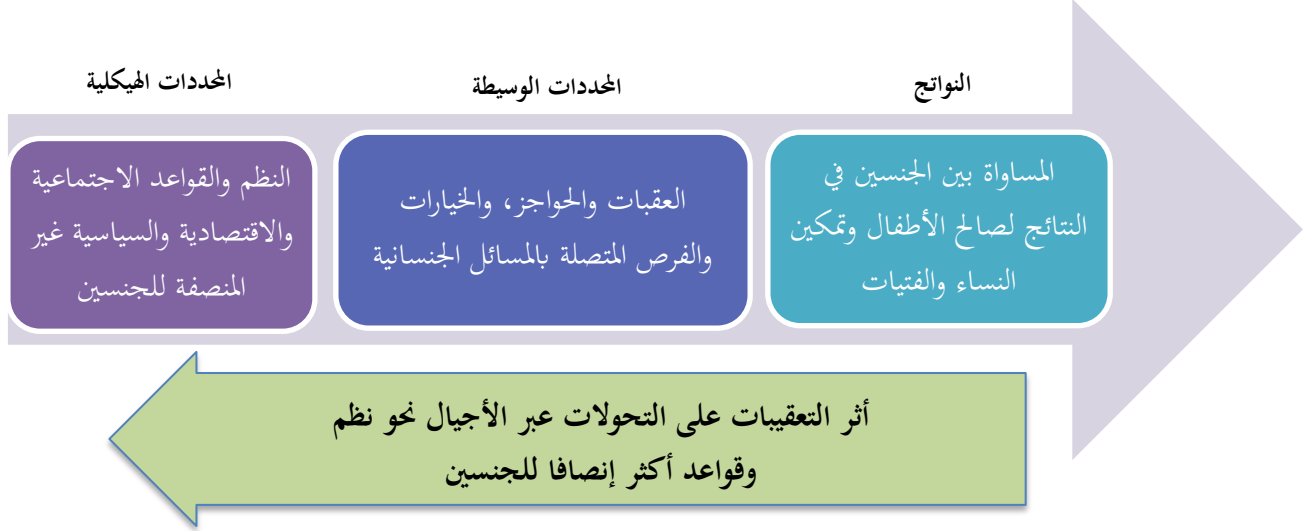 المحددات الهيكلية
المحددات الوسيطة
النواتج
النظم والقواعد الاجتماعية
والاقتصادية والسياسية غير
المنصفة للجنسين
العقبات والحواجز، والخيارات
والفرص المتصلة بالمسائل الجنسانية
المساواة بين الجنسين في
النتائج لصالح الأطفال وتمكين
النساء والفتيات
أثر التعقيبات على التحولات عبر الأجيال نحو نظم
وقواعد أكثر إنصافا للجنسين